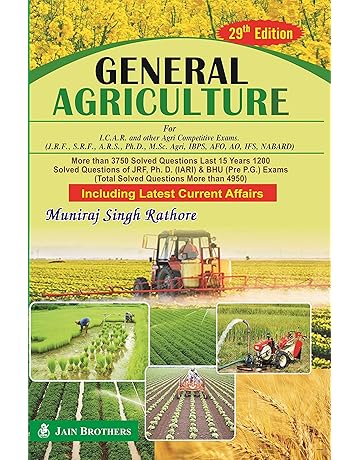 29th Edition
GENERAL
AGRICULTURE
For
I.C.A.R. and other Agri Competitive Exams.
(J.R.F., S.R.F., A.R.S., Ph.D., M.Sc. Agri, IBPS, AFO, AO, IFS, NABARD)
More than 3750 Solved Questions Last 15 Years 1200
Solved Questions of JRF, Ph. D. (IARI) & BHU (Pre P.G.) Exams
(Total Solved Questions More than 4950)
Including Latest Current Affairs
Muniraj Singh Rathore
JAIN BROTHERS